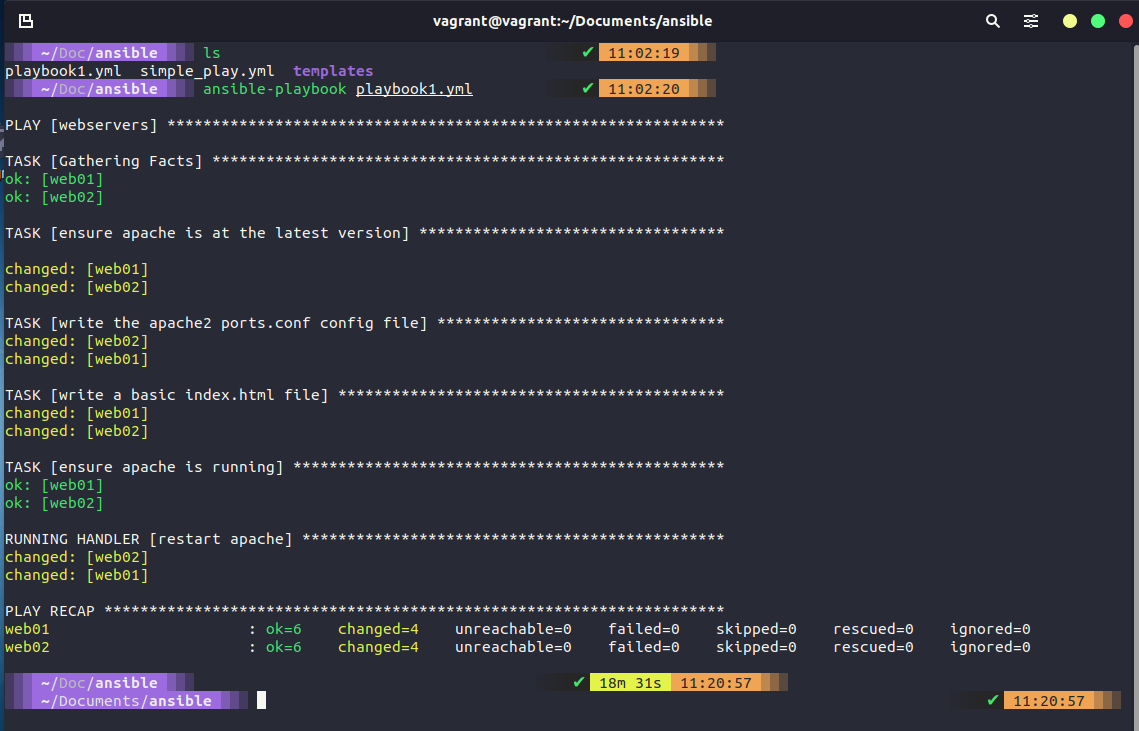 vagrant@vagrant:~/Documents/ansible
~/Doc/ansible ls ✔ 11:02:19
playbook1.yml simple_play.yml templates
~/Doc/ansible ansible-playbook playbook1.yml ✔ 11:02:20
PLAY [webservers] **************************************************************
TASK [Gathering Facts] *********************************************************
ok: [web01]
ok: [web02]
TASK [ensure apache is at the latest version] **********************************
changed: [web01]
changed: [web02]
TASK [write the apache2 ports.conf config file] ********************************
changed: [web02]
changed: [web01]
TASK [write a basic index.html file] *******************************************
changed: [web01]
changed: [web02]
TASK [ensure apache is running] ************************************************
ok: [web01]
ok: [web02]
RUNNING HANDLER [restart apache] ***********************************************
changed: [web02]
changed: [web01]
PLAY RECAP *********************************************************************
web01 : ok=6 changed=4 unreachable=0 failed=0 skipped=0 rescued=0 ignored=0
web02 : ok=6 changed=4 unreachable=0 failed=0 skipped=0 rescued=0 ignored=0
~/Doc/ansible ✔ 18m 31s 11:20:57
~/Documents/ansible ✔ 11:20:57